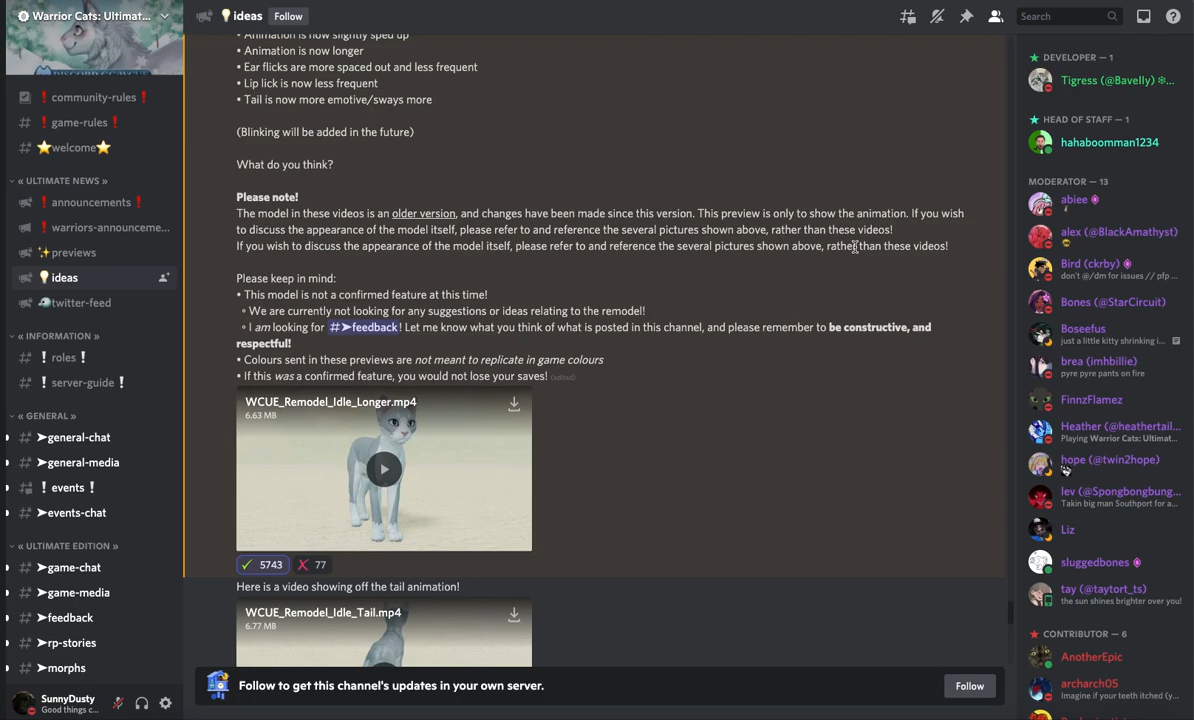 Warrior Cats: Ultimat...
community-rules
game-rules
welcome
« ULTIMATE NEWS »
announcements
warriors-announceme...
previews
ideas
twitter-feed
« INFORMATION »
roles
server-guide
« GENERAL »
➤general-chat
➤general-media
events
➤events-chat
« ULTIMATE EDITION »
➤game-chat
➤game-media
➤feedback
➤rp-stories
➤morphs
SunnyDusty
Good things c...
ideas
Follow
Search
• Animation is now slightly sped up
• Animation is now longer
• Ear flicks are more spaced out and less frequent
• Lip lick is now less frequent
• Tail is now more emotive/sways more
(Blinking will be added in the future)
What do you think?
Please note!
The model in these videos is an older version, and changes have been made since this version. This preview is only to show the animation. If you wish
to discuss the appearance of the model itself, please refer to and reference the several pictures shown above, rather than these videos!
If you wish to discuss the appearance of the model itself, please refer to and reference the several pictures shown above, rather than these videos!
Please keep in mind:
• This model is not a confirmed feature at this time!
◦ We are currently not looking for any suggestions or ideas relating to the remodel!
◦ I am looking for #➤feedback! Let me know what you think of what is posted in this channel, and please remember to be constructive, and
respectful!
• Colours sent in these previews are not meant to replicate in game colours
• If this was a confirmed feature, you would not lose your saves! (edited)
WCUE_Remodel_Idle_Longer.mp4
6.63 MB
5743
77
Here is a video showing off the tail animation!
WCUE_Remodel_Idle_Tail.mp4
6.77 MB
Follow to get this channel's updates in your own server.
Follow
DEVELOPER — 1
Tigress (@Bavelly) ❄...
HEAD OF STAFF — 1
hahaboomman1234
MODERATOR — 13
abiee
alex (@BlackAmathyst)
Bird (ckrby)
don't @/dm for issues // pfp ...
Bones (@StarCircuit)
Boseefus
just a little kitty shrinking i...
brea (imhbillie)
pyre pyre pants on fire
FinnzFlamez
Heather (@heathertail...
Playing Warrior Cats: Ultimat...
hope (@twin2hope)
lev (@Spongbongbung...
Takin big man Southport for a...
Liz
sluggedbones
tay (@taytort_ts)
the sun shines brighter over you!
CONTRIBUTOR — 6
AnotherEpic
archarch05
Imagine if your teeth itched (y...